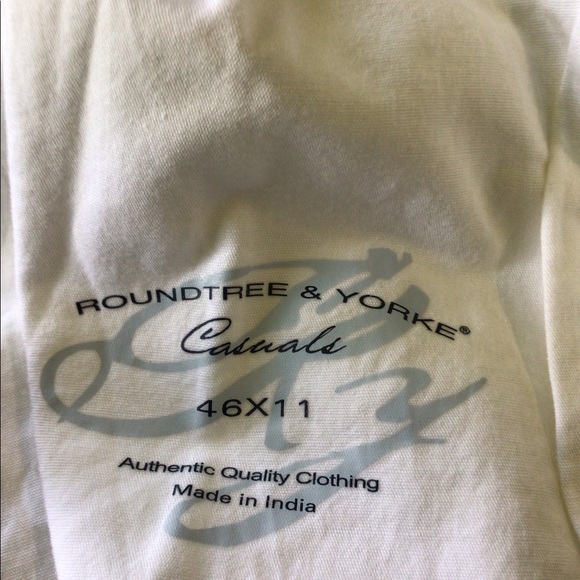 ROUNDTREE & YORKE®
Casuals
46X11
Authentic Quality Clothing
Made in India